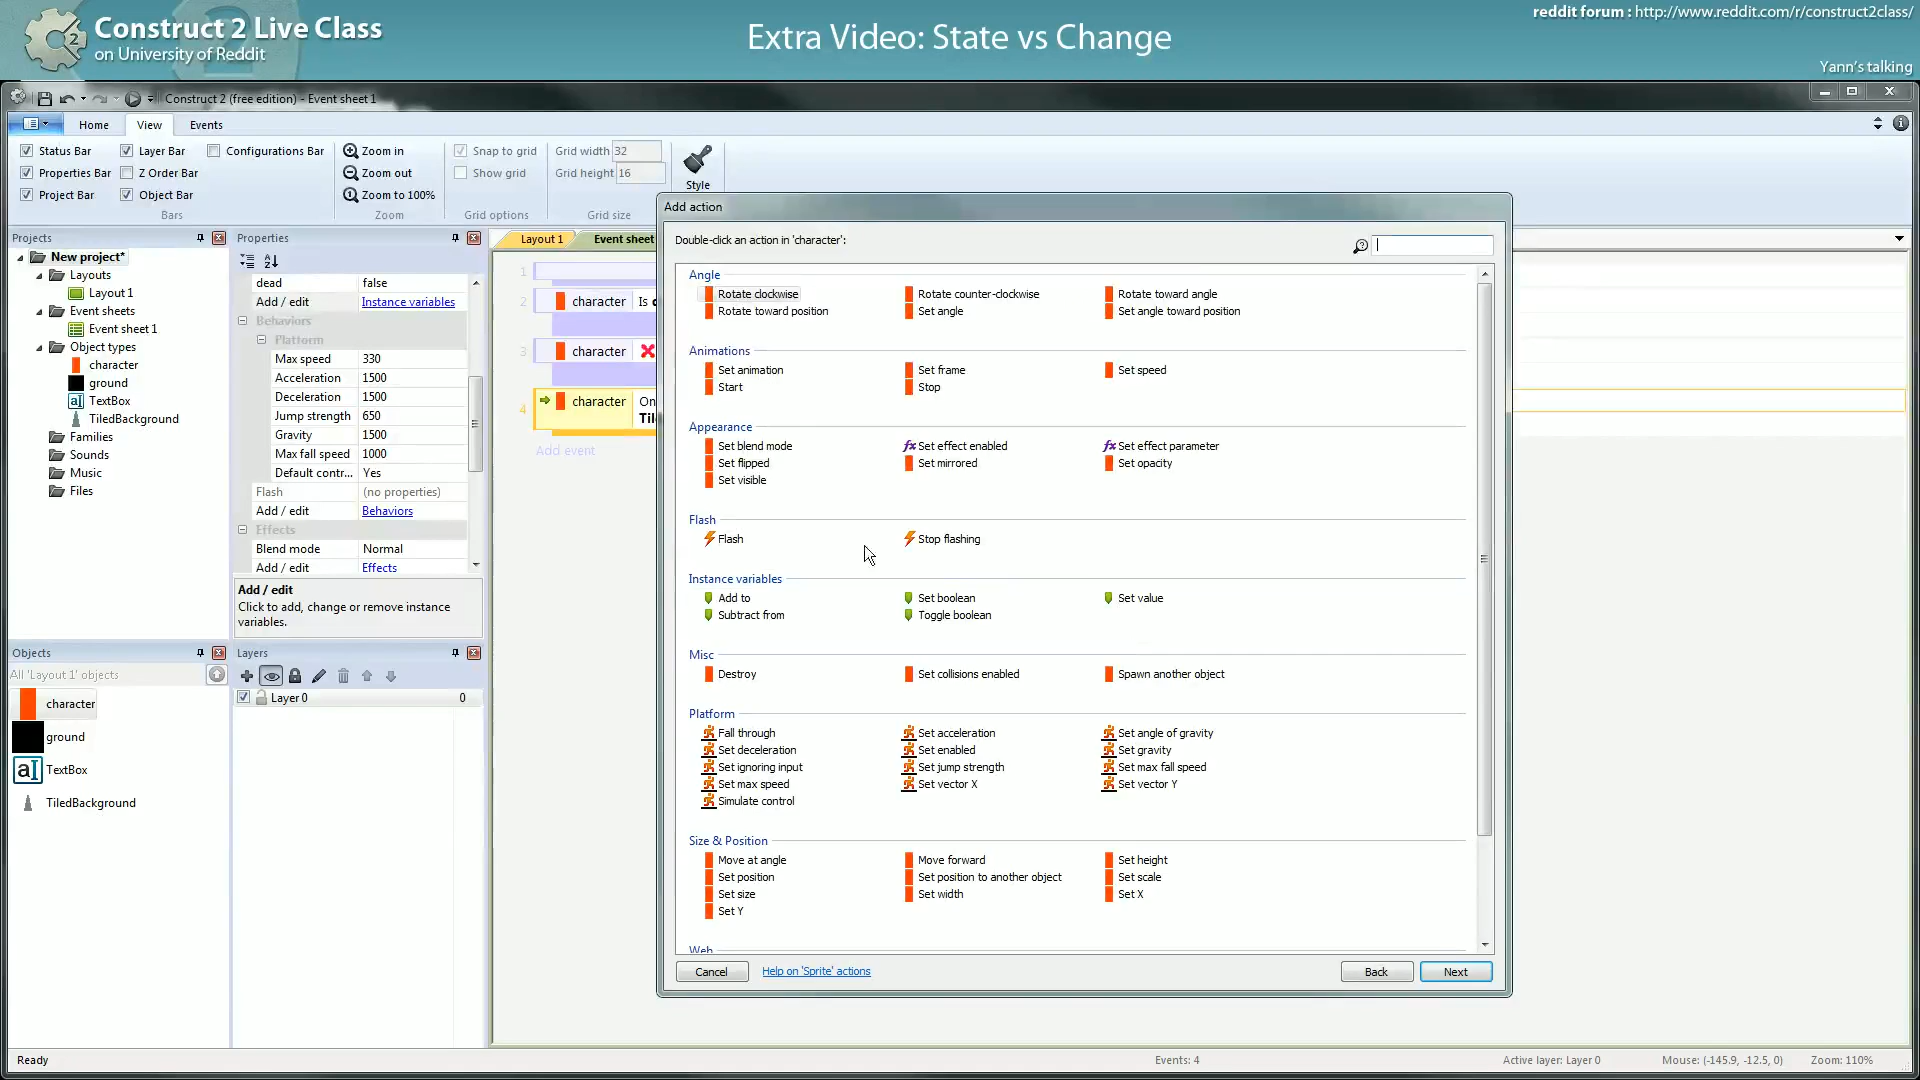 Construct 2 Live Class
on University of Reddit
Extra Video: State vs Change
reddit forum : http://www.reddit.com/r/construct2class/
Yann's talking
Construct 2 (free edition) - Event sheet 1
Home
View
Events
Status Bar
Layer Bar
Configurations Bar
Properties Bar
Z Order Bar
Project Bar
Object Bar
Bars
Zoom in
Zoom out
Zoom to 100%
Zoom
Snap to grid
Show grid
Grid options
Grid width 32
Grid height 16
Grid size
Style
Projects
New project*
Layouts
Layout 1
Event sheets
Event sheet 1
Object types
character
ground
TextBox
TiledBackground
Families
Sounds
Music
Files
Properties
dead false
Add / edit Instance variables
Behaviors
Platform
Max speed 330
Acceleration 1500
Deceleration 1500
Jump strength 650
Gravity 1500
Max fall speed 1000
Default contr... Yes
Flash (no properties)
Add / edit Behaviors
Effects
Blend mode Normal
Add / edit Effects
Add / edit
Click to add, change or remove instance
variables.
Objects
All 'Layout 1' objects
character
ground
TextBox
TiledBackground
Layers
Layer 0 0
Layout 1
Event sheet
1
2 character Is
3 character
4 character On
Add event
Add action
Double-click an action in 'character':
Angle
Rotate clockwise Rotate counter-clockwise Rotate toward angle
Rotate toward position Set angle Set angle toward position
Animations
Set animation Set frame Set speed
Start Stop
Appearance
Set blend mode Set effect enabled Set effect parameter
Set flipped Set mirrored Set opacity
Set visible
Flash
Flash Stop flashing
Instance variables
Add to Set boolean Set value
Subtract from Toggle boolean
Misc
Destroy Set collisions enabled Spawn another object
Platform
Fall through Set acceleration Set angle of gravity
Set deceleration Set enabled Set gravity
Set ignoring input Set jump strength Set max fall speed
Set max speed Set vector X Set vector Y
Simulate control
Size & Position
Move at angle Move forward Set height
Set position Set position to another object Set scale
Set size Set width Set X
Set Y
Web
Cancel
Help on 'Sprite' actions
Back
Next
Ready
Events: 4
Active layer: Layer 0
Mouse: (-145.9, -12.5, 0)
Zoom: 110%